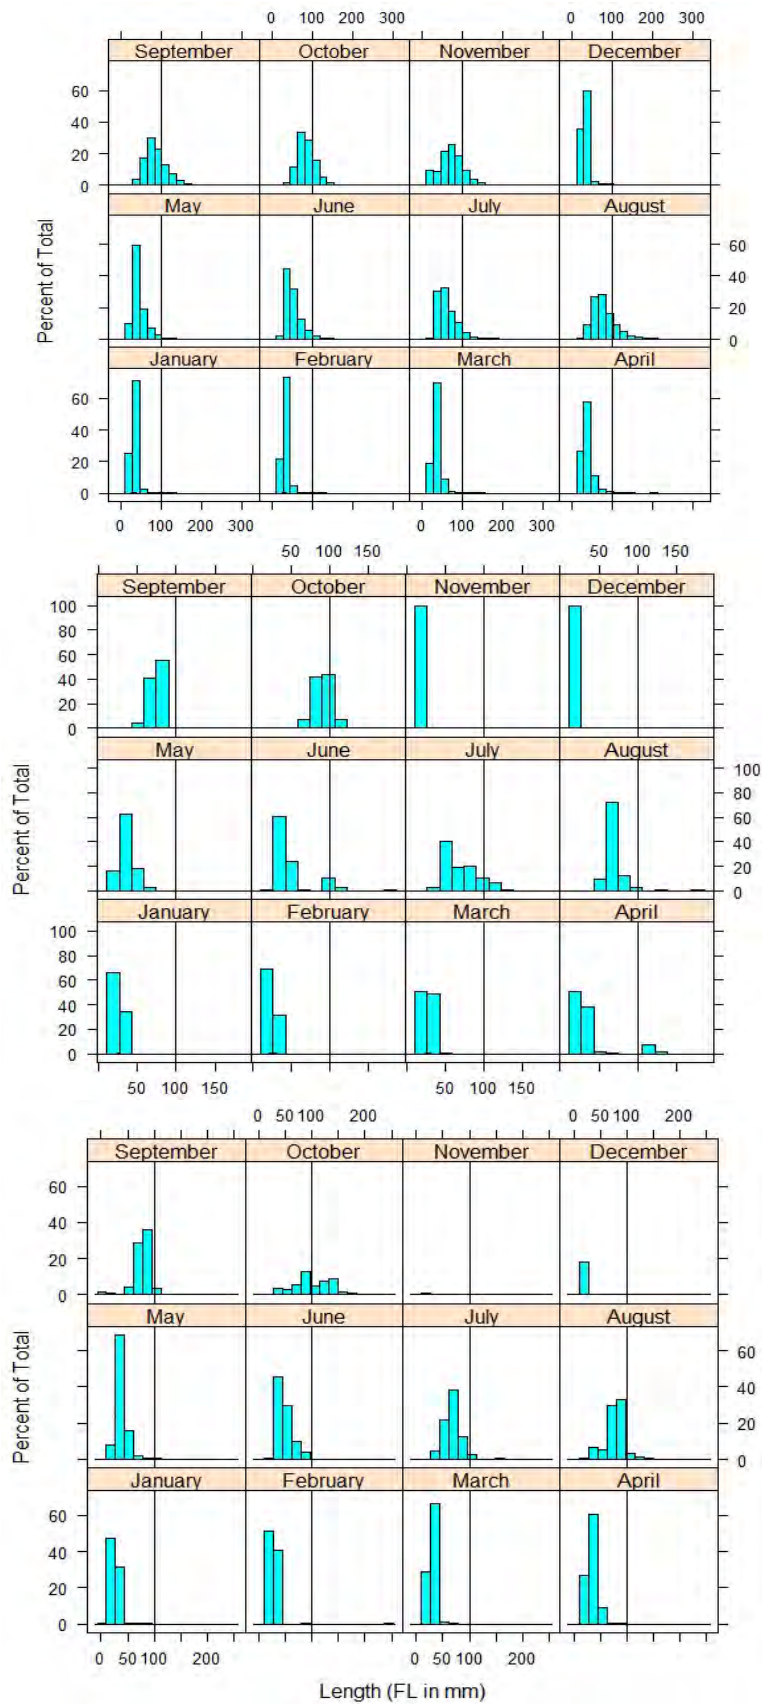 0 100 200 300 0 100 200 300
September October November December
60
40
20
0
May June July August
60
40
20
0
January February March April
60
40
20
0
0 100 200 300 0 100 200 300
Percent of Total
50 100 150 50 100 150
September October November December
100
80
60
40
20
0
May June July August
100
80
60
40
20
0
January February March April
100
80
60
40
20
0
50 100 150 50 100 150
Percent of Total
0 50 100 200 0 50 100 200
September October November December
60
40
20
0
May June July August
60
40
20
0
January February March April
60
40
20
0
0 50 100 200 0 50 100 200
Percent of Total
Length (FL in mm)